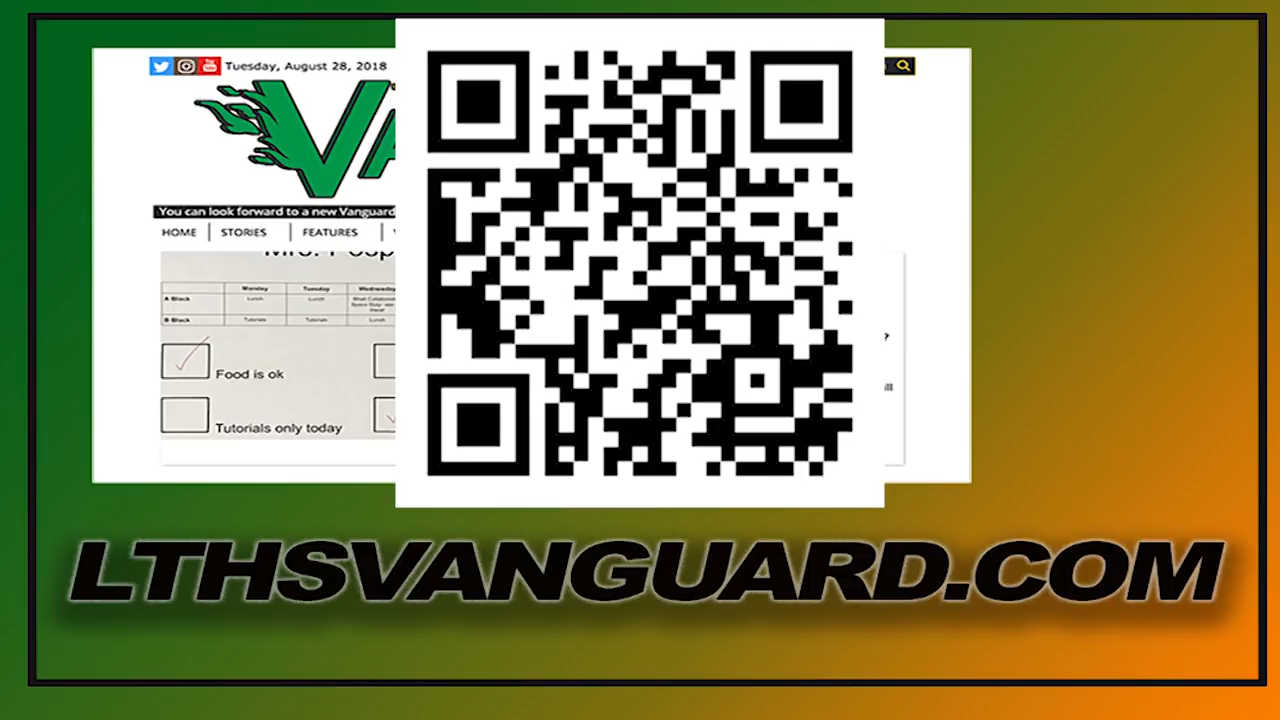 Tuesday, August 28, 2018
VA
You can look forward to a new Vanguard
HOME STORIES FEATURES
Monday Tuesday Wednesday
A Block Lunch Lunch
B Block Tutorials Tutorials Lunch
Food is ok
Tutorials only today
LTHSVANGUARD.COM